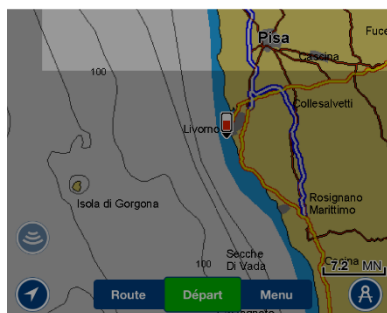 Pisa
Fuce
Cascina
100
Collesalvetti
Livorno
Isola di Gorgona
Rosignano
Marittimo
Secche
Di Vada
100
Cecina
7.2 MN
Route
Départ
Menu